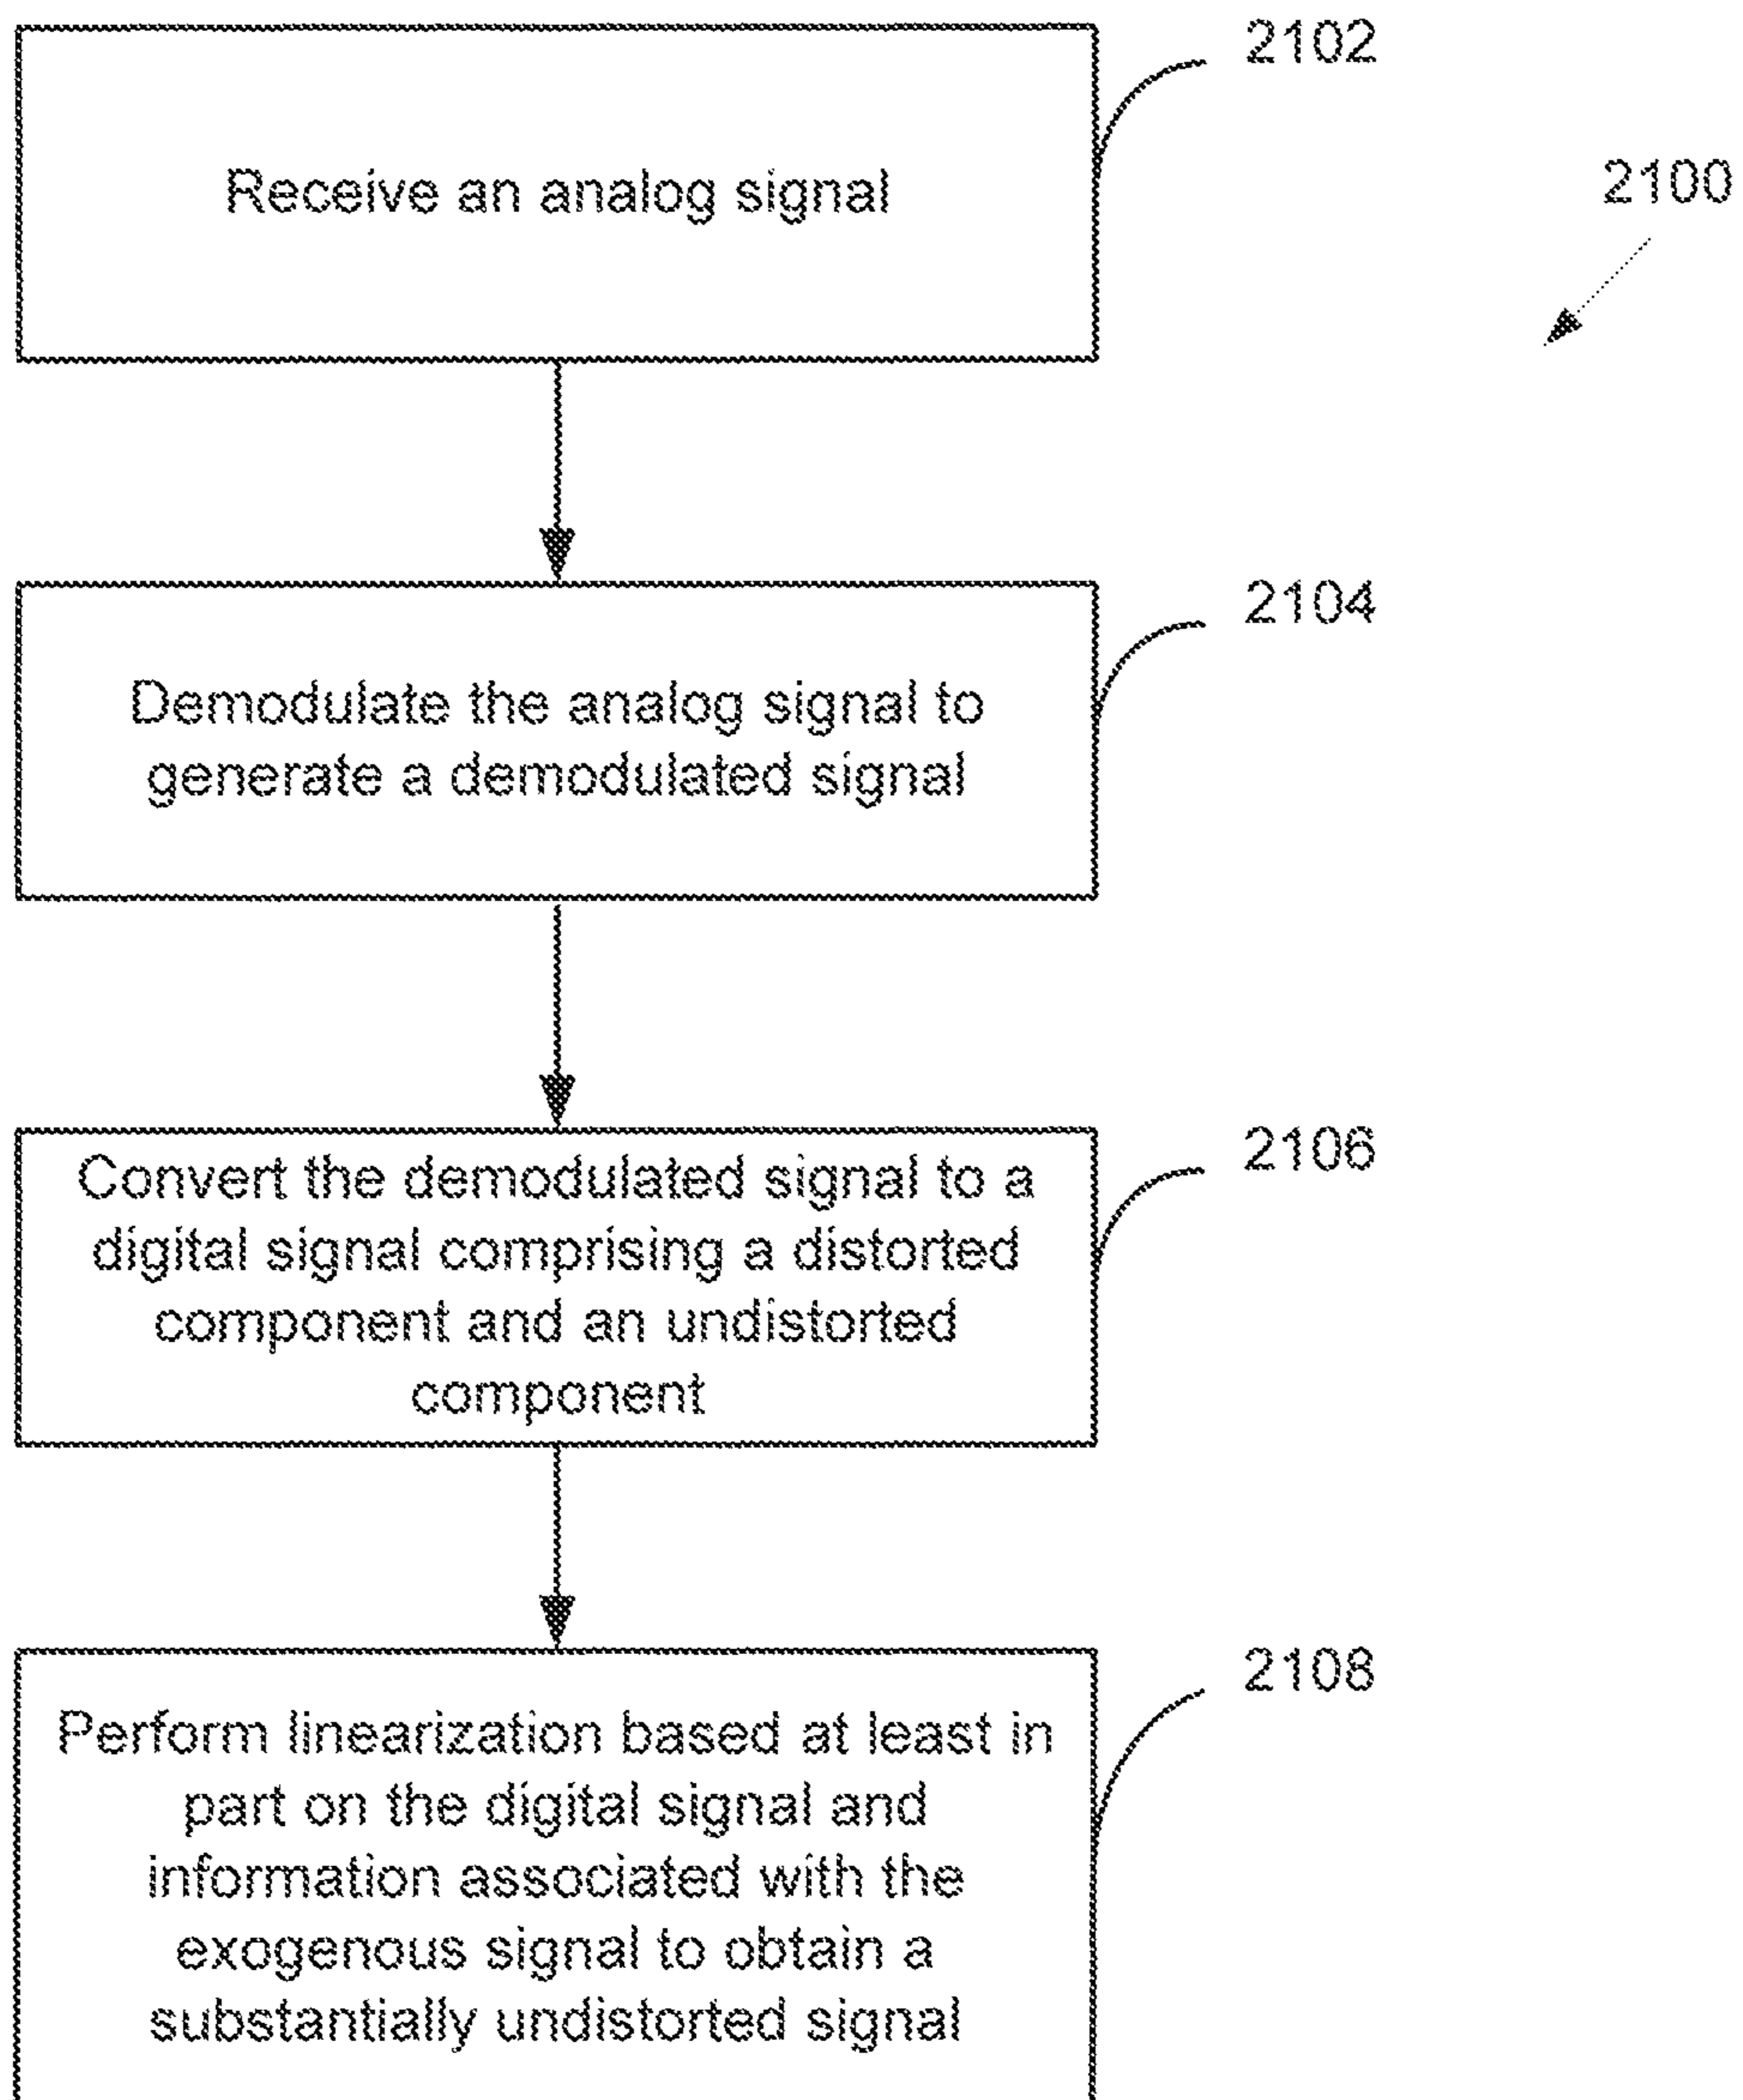 2102
Receive an analog signal
2100
2104
Demodulate the analog signal to
generate a demodulated signal
2106
Convert the demodulated signal to a
digital signal comprising a distorted
component and an undistorted
component
2108
Perform linearization based at least in
part on the digital signal and
information associated with the
exogenous signal to obtain a
substantially undistorted signal